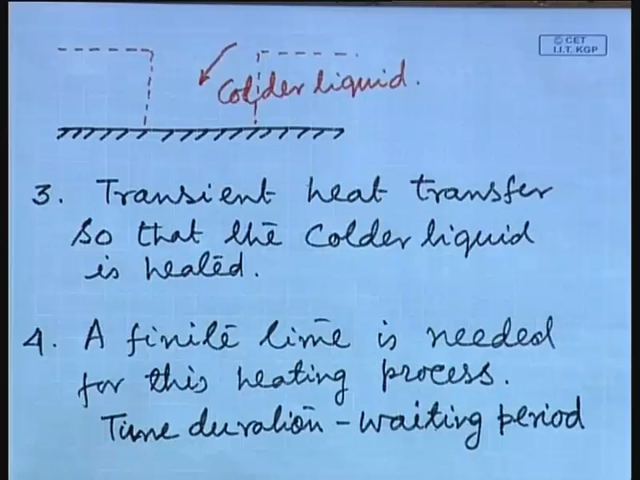 © CET
I.I.T. KGP
Colder liquid.
3. Transient heat transfer
so that the colder liquid
is heated.
4. A finite time is needed
for this heating process.
Time duration - waiting period